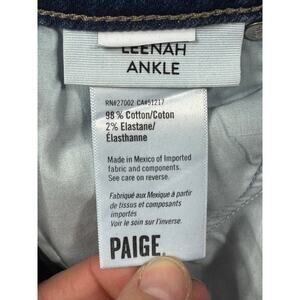 LEENAH
ANKLE
RN#27002 CA#51217
98% Cotton/Coton
2% Elastane/
Élasthanne
Made in Mexico of Imported
fabric and components.
See care on reverse.
Fabriqué aux Mexique à partir
de tissus et composants
importés
Voir le soin sur l'inverse.
PAIGE.